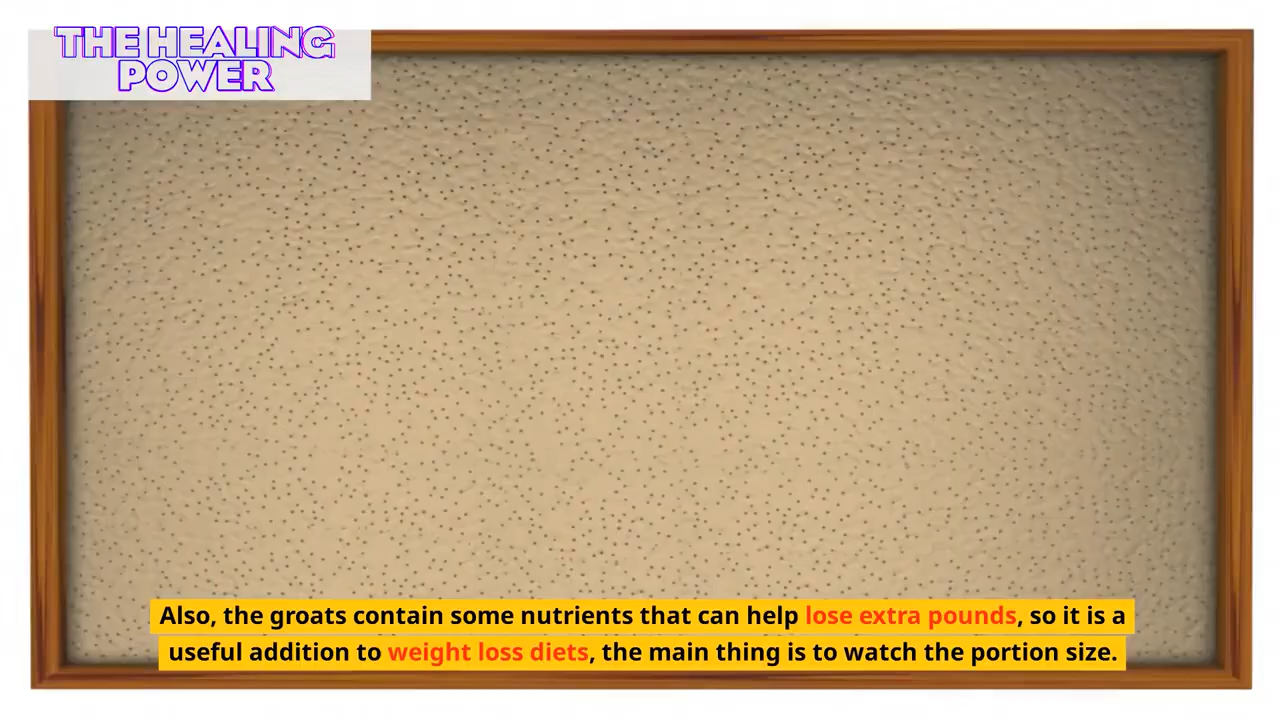 THE HEALING
POWER
Also, the groats contain some nutrients that can help lose extra pounds, so it is a
useful addition to weight loss diets, the main thing is to watch the portion size.